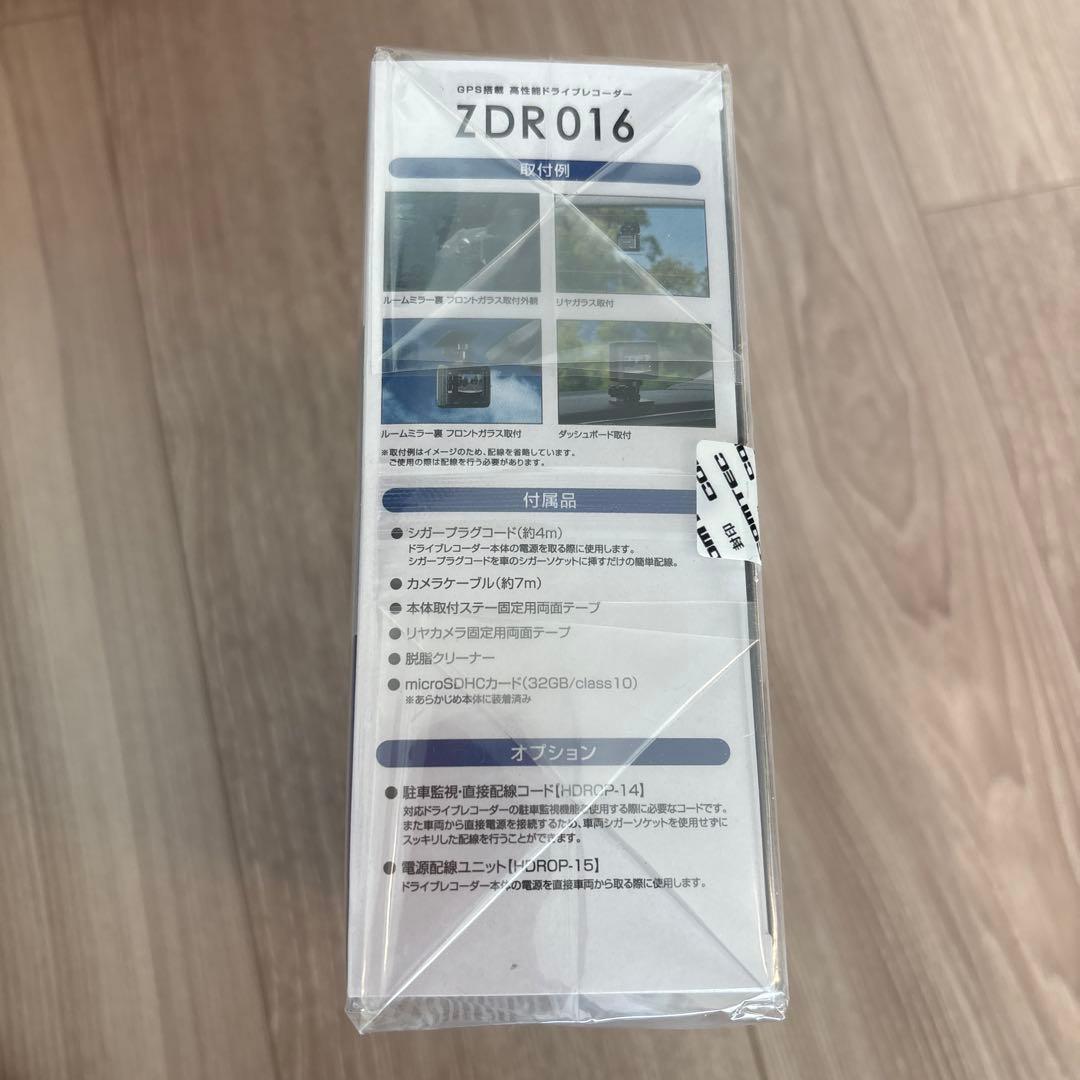 GPS搭載 高性能ドライブレコーダー
ZDR016
取付例
ルームミラー裏 フロントガラス取付外観
リヤガラス取付
ルームミラー裏 フロントガラス取付
ダッシュボード取付
※取付例はイメージのため、配線を省略しています。
ご使用の際は配線を行う必要があります。
付属品
● シガープラグコード(約4m)
ドライブレコーダー本体の電源を取る際に使用します。
シガープラグコードを車のシガーソケットに挿すだけの簡単配線。
● カメラケーブル(約7m)
● 本体取付ステー固定用両面テープ
● リヤカメラ固定用両面テープ
● 脱脂クリーナー
● microSDHCカード(32GB/class10)
※あらかじめ本体に装着済み
オプション
● 駐車監視・直接配線コード【HDROP-14】
対応ドライブレコーダーの駐車監視機能を使用する際に必要なコードです。
また車両から直接電源を接続するため、車両シガーソケットを使用せずに
スッキリした配線を行うことができます。
● 電源配線ユニット【HDROP-15】
ドライブレコーダー本体の電源を直接車両から取る際に使用します。